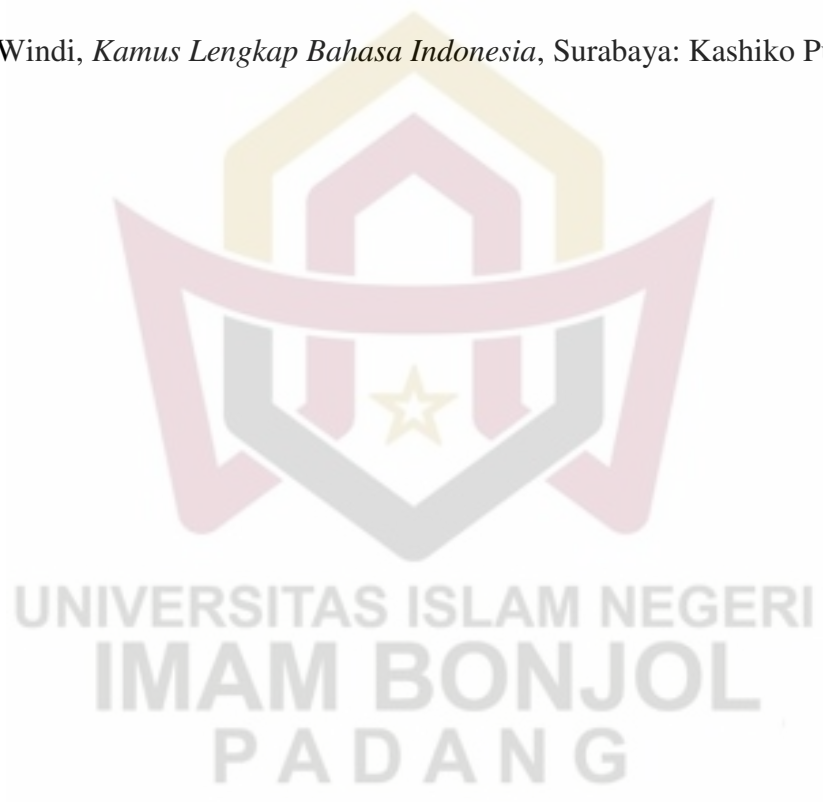 Windi, Kamus Lengkap Bahasa Indonesia, Surabaya: Kashiko
UNIVERSITAS ISLAM NEGERI
IMAM BONJOL
PADANG